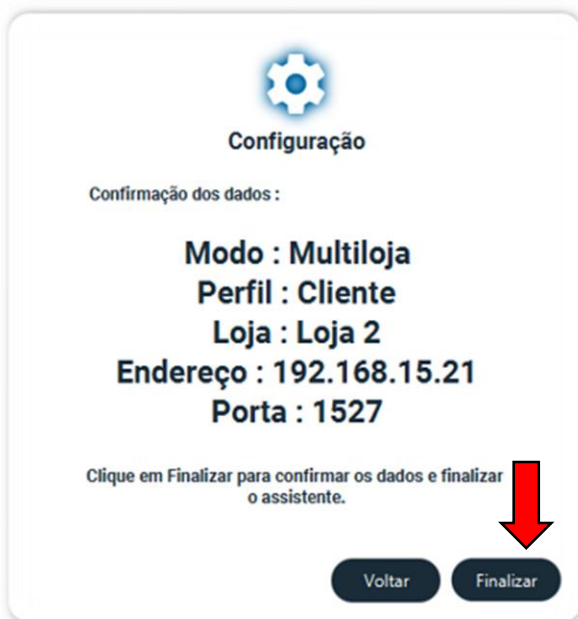 Configuração
Confirmação dos dados :
Modo : Multiloja
Perfil : Cliente
Loja : Loja 2
Endereço : 192.168.15.21
Porta : 1527
Clique em Finalizar para confirmar os dados e finalizar
o assistente.
Voltar
Finalizar